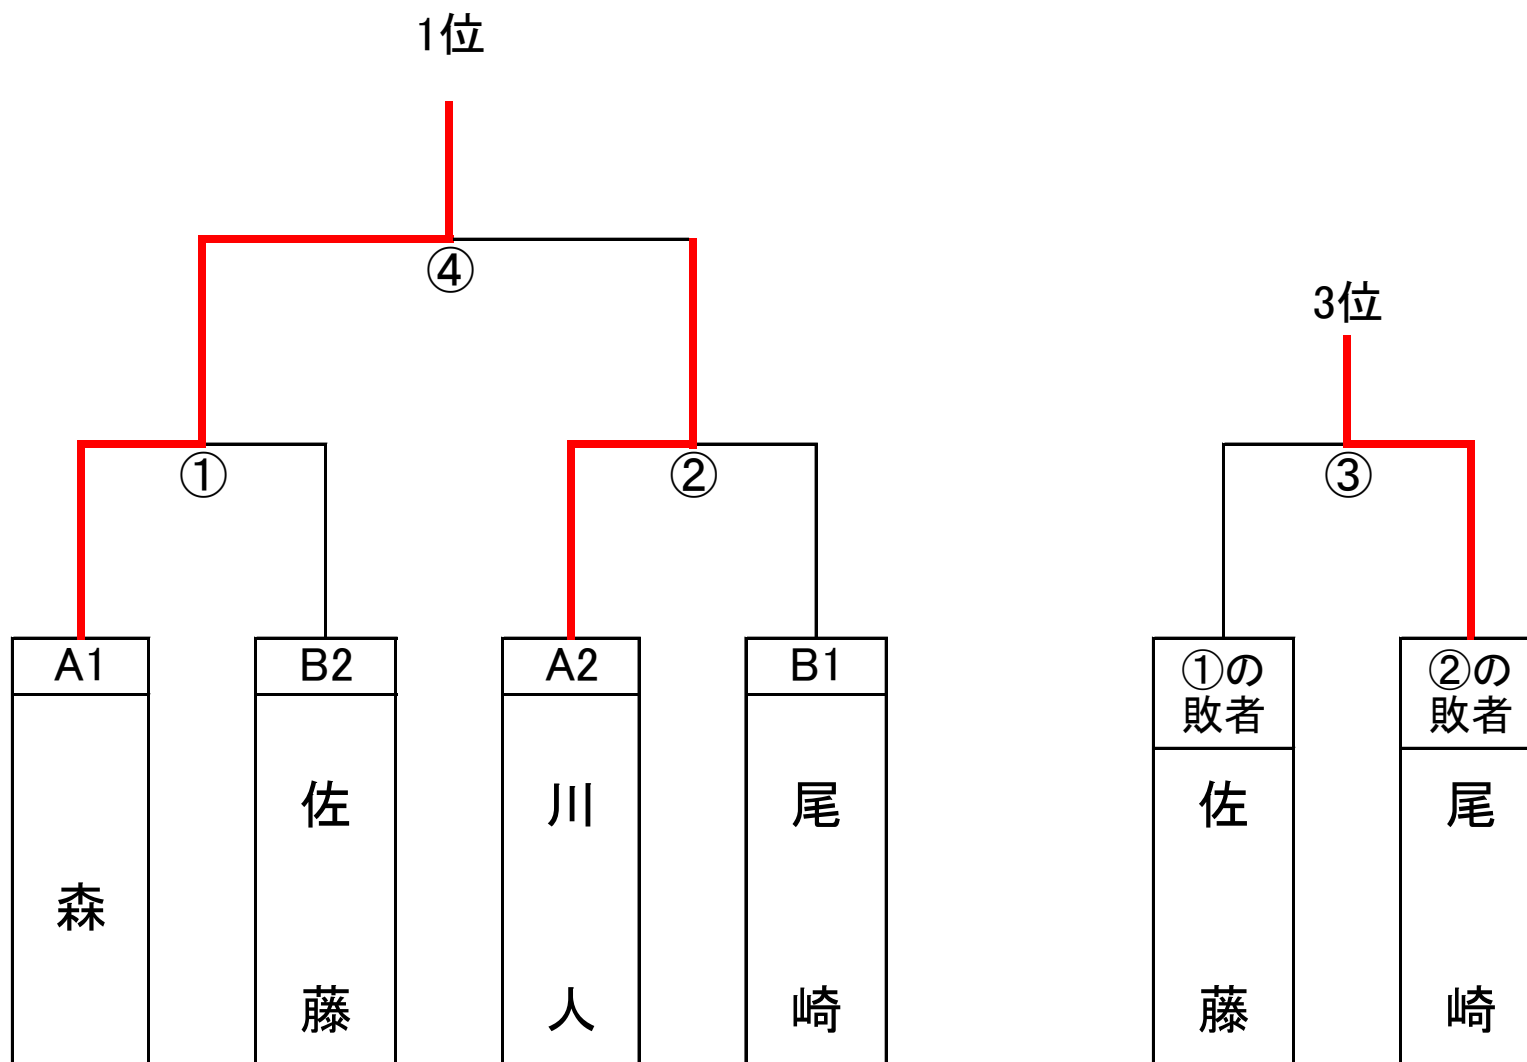 1位
④
3位
①
②
③
A1
B2
A2
B1
①の
敗者
②の
敗者
森
佐藤
川人
尾崎
佐藤
尾崎